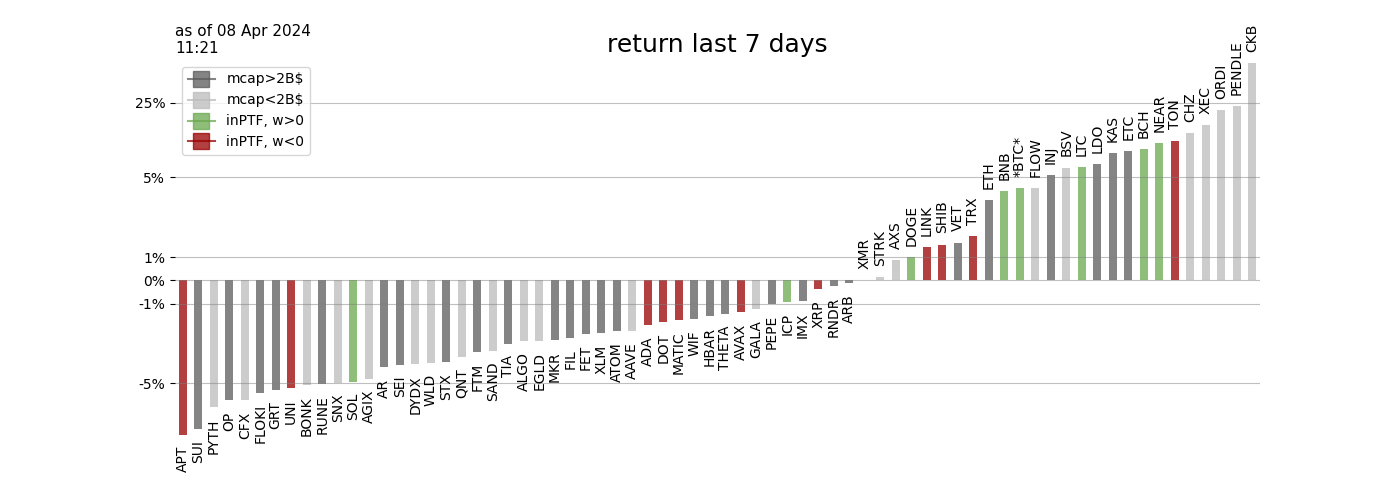 as of 08 Apr 2024
11:21
return last 7 days
mcap>2B$
mcap<2B$
inPTF, w>0
inPTF, w<0
25%
5%
1%
0%
-1%
-5%
APT
SUI
PYTH
OP
CFX
FLOKI
GRT
UNI
BONK
RUNE
SNX
SOL
AGIX
AR
SEI
DYDX
WLD
STX
QNT
FTM
SAND
TIA
ALGO
EGLD
MKR
FIL
FET
XLM
ATOM
AAVE
ADA
DOT
MATIC
WIF
HBAR
THETA
AVAX
GALA
PEPE
ICP
IMX
XRP
RNDR
ARB
XMR
STRK
AXS
DOGE
LINK
SHIB
VET
TRX
ETH
BNB
*BTC*
FLOW
INJ
BSV
LTC
LDO
KAS
ETC
BCH
NEAR
TON
CHZ
XEC
ORDI
PENDLE
CKB